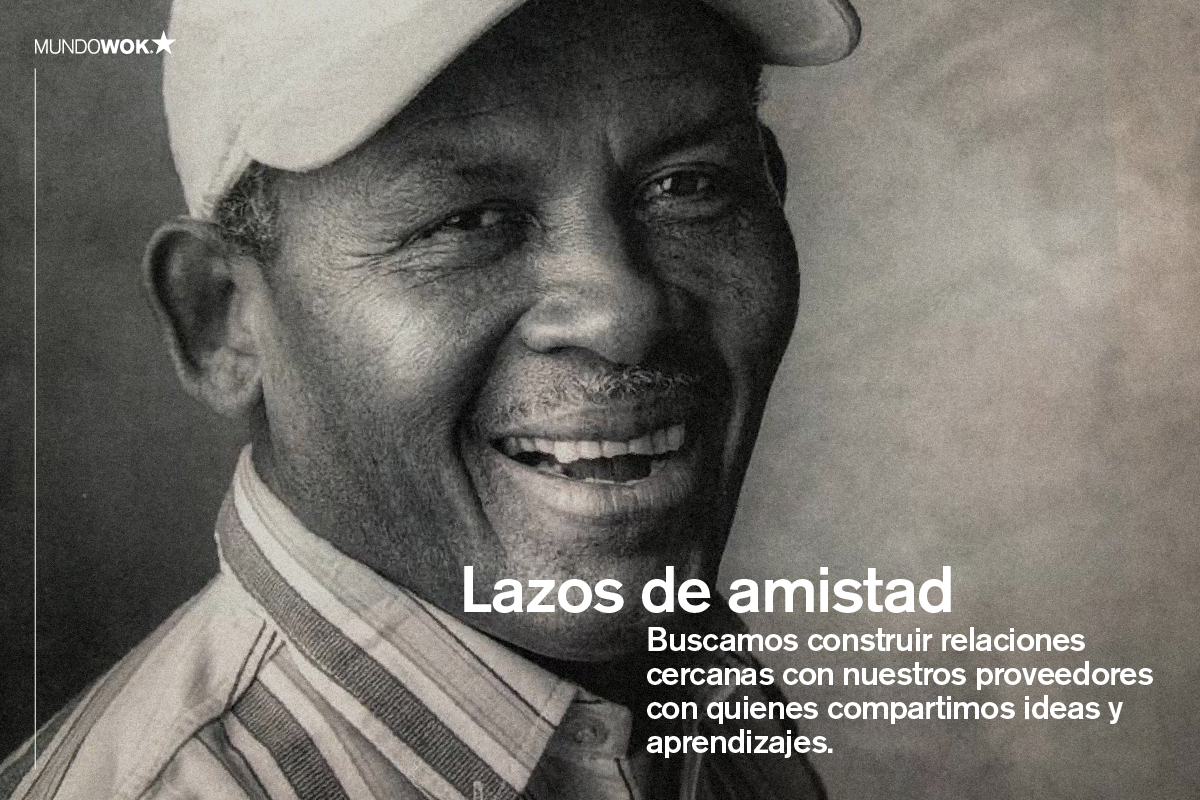 MUNDOWOK.
Lazos de amistad
Buscamos construir relaciones
cercanas con nuestros proveedores
con quienes compartimos ideas y
aprendizajes.